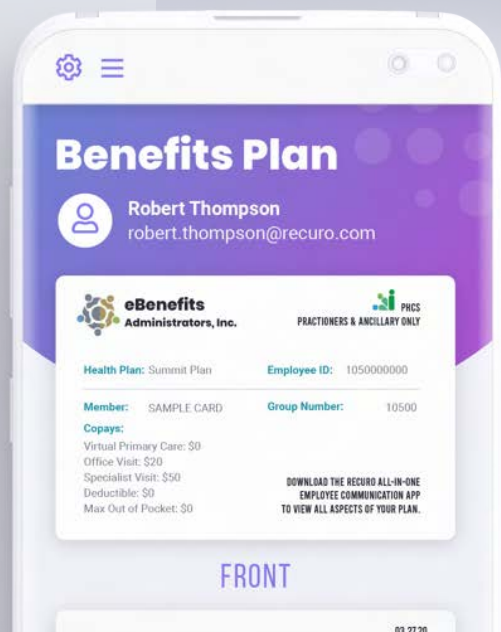 Benefits Plan
Robert Thompson
robert.thompson@recuro.com
eBenefits
Administrators, Inc.
PHCS
PRACTIONERS & ANCILLARY ONLY
Health Plan: Summit Plan
Employee ID: 1050000000
Member: SAMPLE CARD
Group Number: 10500
Copays:
Virtual Primary Care: $0
Office Visit: $20
Specialist Visit: $50
Deductible: $0
Max Out of Pocket: $0
DOWNLOAD THE RECURO ALL-IN-ONE
EMPLOYEE COMMUNICATION APP
TO VIEW ALL ASPECTS OF YOUR PLAN.
FRONT
03.27.20